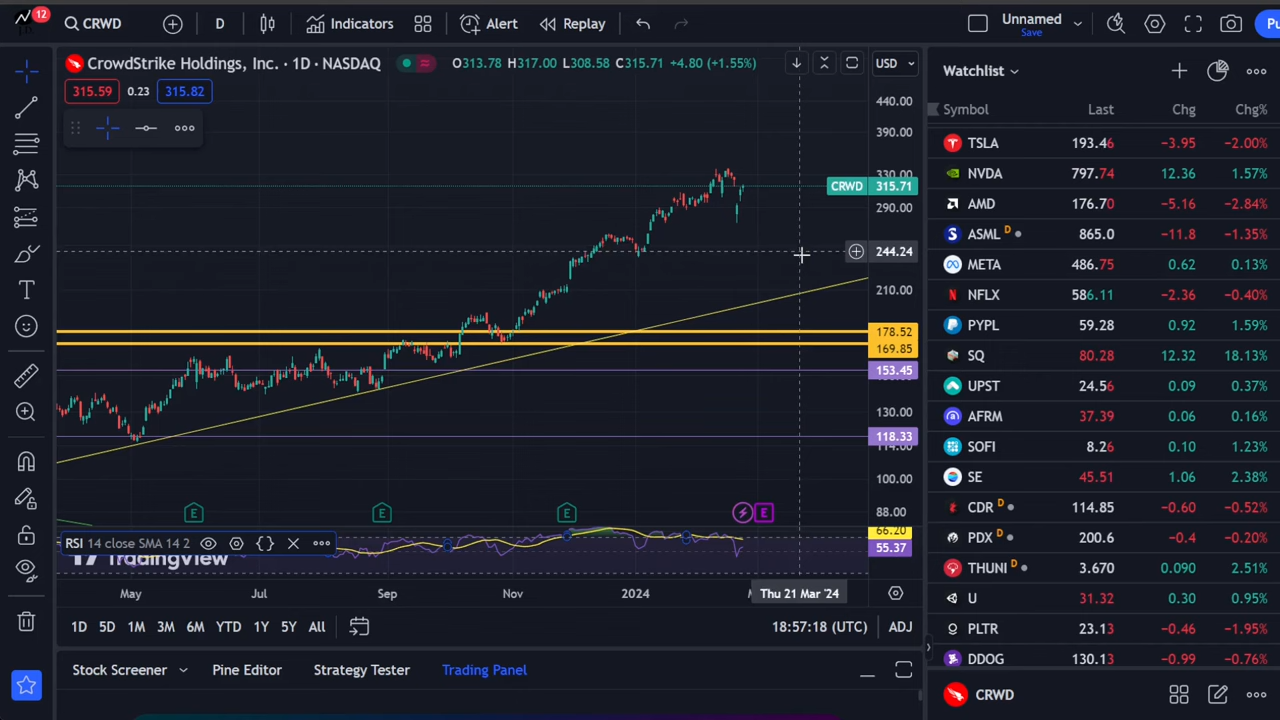 12
CRWD D Indicators Alert Replay Unnamed
Save
CrowdStrike Holdings, Inc. · 1D · NASDAQ O313.78 H317.00 L308.58 C315.71 +4.80 (+1.55%) USD
315.59 0.23 315.82
440.00
390.00
330.00
CRWD 315.71
290.00
244.24
210.00
178.52
169.85
153.45
130.00
118.33
114.00
100.00
88.00
E E E E
RSI 14 close SMA 14 2
66.20
55.37
TradingView
May Jul Sep Nov 2024 Thu 21 Mar '24
1D 5D 1M 3M 6M YTD 1Y 5Y All 18:57:18 (UTC) ADJ
Stock Screener Pine Editor Strategy Tester Trading Panel
Watchlist
Symbol Last Chg Chg%
TSLA 193.46 −3.95 −2.00%
NVDA 797.74 12.36 1.57%
AMD 176.70 −5.16 −2.84%
ASML D 865.0 −11.8 −1.35%
META 486.75 0.62 0.13%
NFLX 586.11 −2.36 −0.40%
PYPL 59.28 0.92 1.59%
SQ 80.28 12.32 18.13%
UPST 24.56 0.09 0.37%
AFRM 37.39 0.06 0.16%
SOFI 8.26 0.10 1.23%
SE 45.51 1.06 2.38%
CDR D 114.85 −0.60 −0.52%
PDX D 200.6 −0.4 −0.20%
THUNI D 3.670 0.090 2.51%
U 31.32 0.30 0.95%
PLTR 23.13 −0.46 −1.95%
DDOG 130.13 −0.99 −0.76%
CRWD